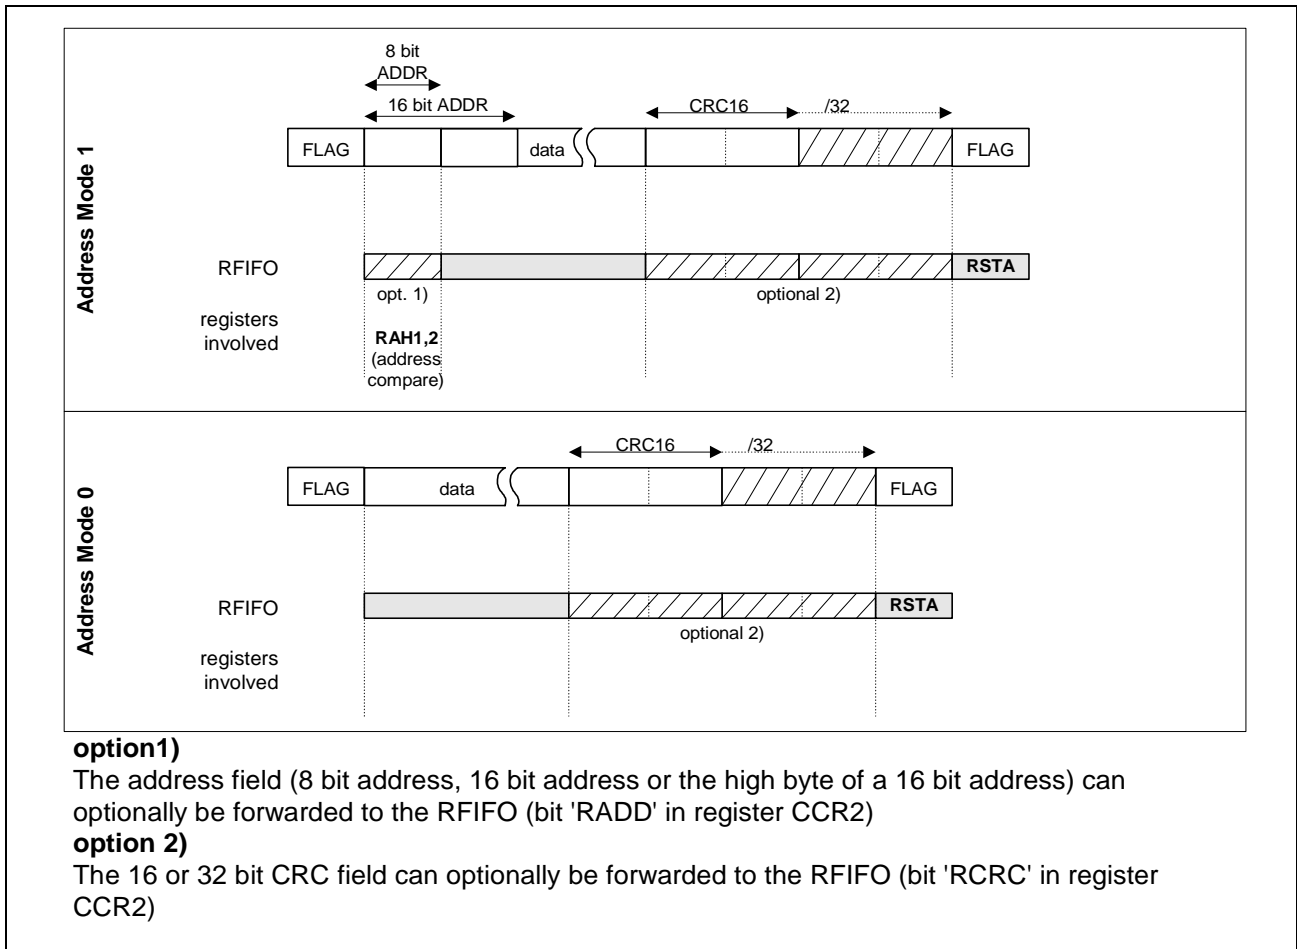 8 bit
ADDR
16 bit ADDR
CRC16 /32
FLAG data FLAG
Address Mode 1
RFIFO RSTA
opt. 1) optional 2)
registers
involved
RAH1,2
(address
compare)
CRC16 /32
FLAG data FLAG
Address Mode 0
RFIFO RSTA
optional 2)
registers
involved
option1)
The address field (8 bit address, 16 bit address or the high byte of a 16 bit address) can
optionally be forwarded to the RFIFO (bit 'RADD' in register CCR2)
option 2)
The 16 or 32 bit CRC field can optionally be forwarded to the RFIFO (bit 'RCRC' in register
CCR2)